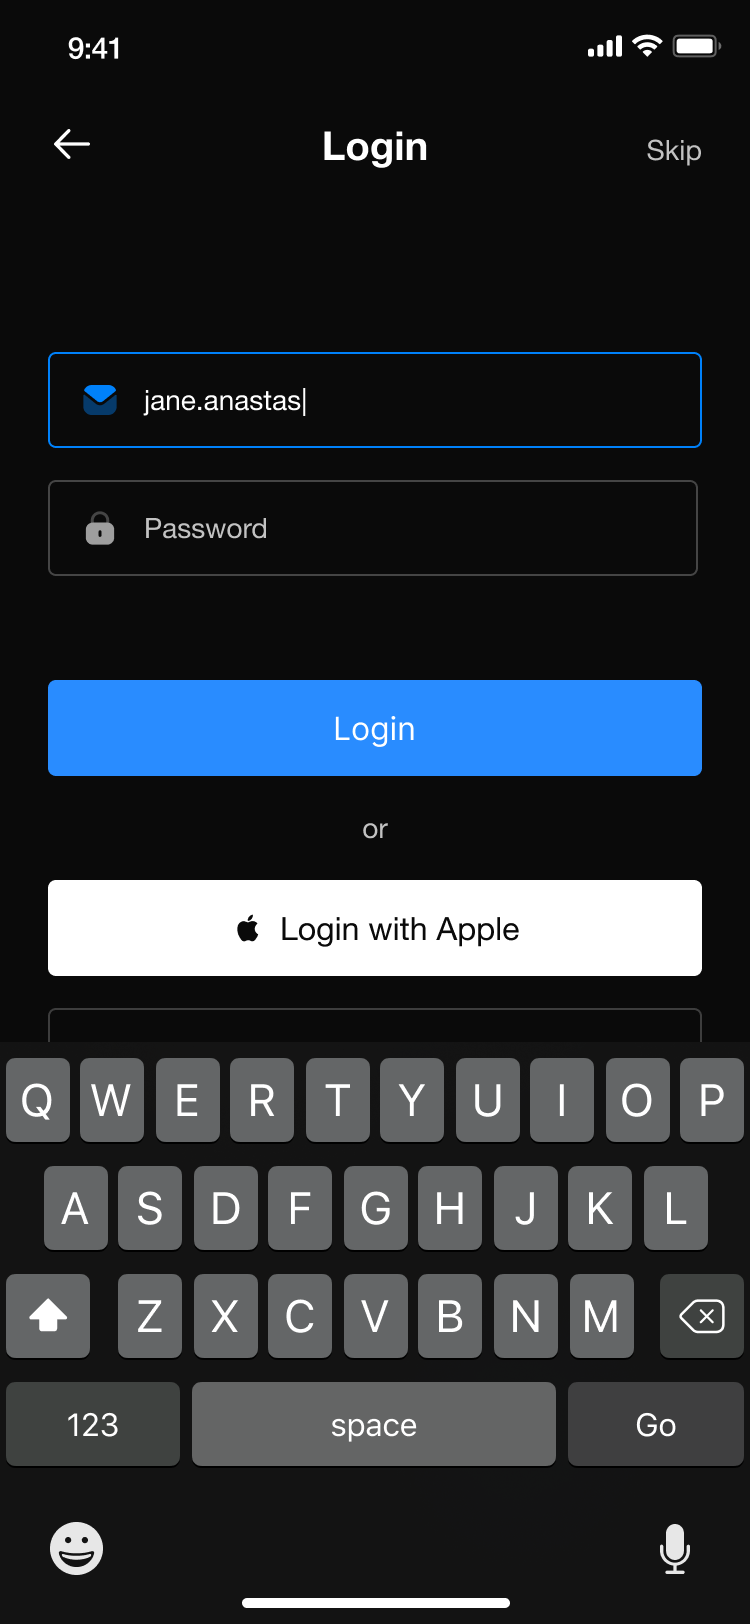 9:41
Login
Skip
jane.anastas
Password
Login
or
Login with Apple
Q W E R T Y U I O P
A S D F G H J K L
Z X C V B N M
123 space Go